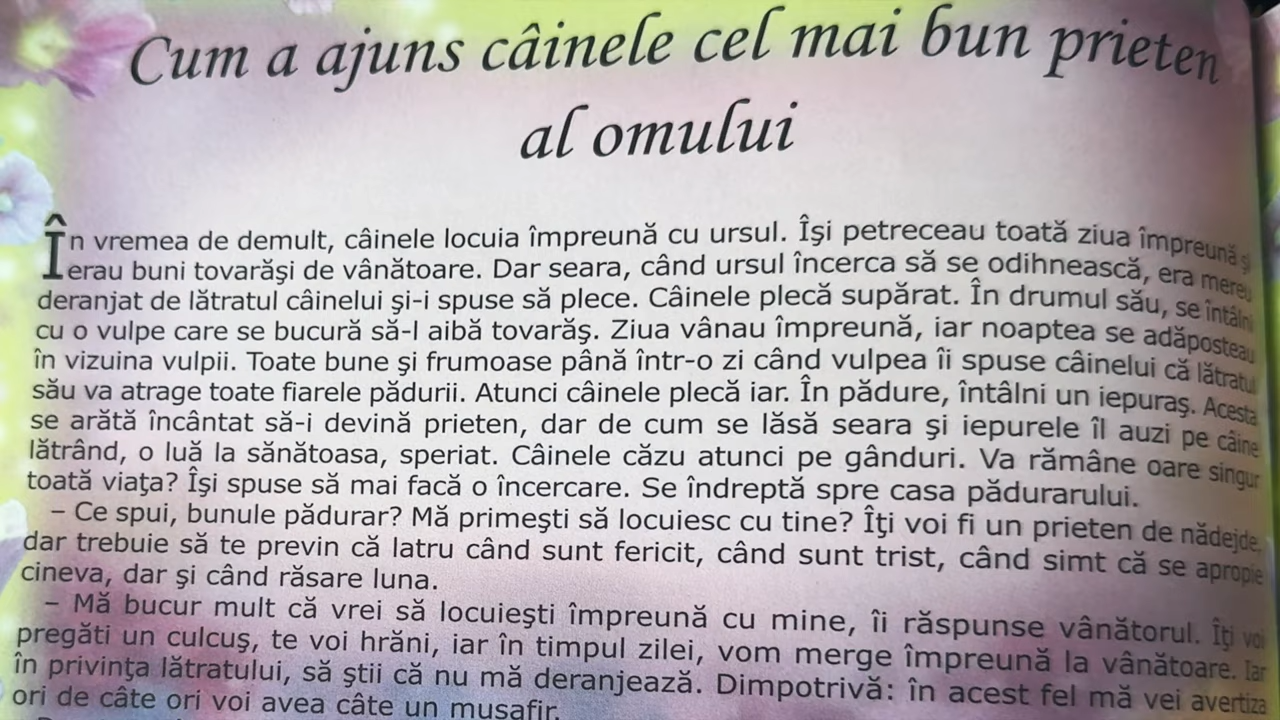 Cum a ajuns câinele cel mai bun prieten
al omului
În vremea de demult, câinele locuia împreună cu ursul. Îşi petreceau toată ziua împreună şi
erau buni tovarăşi de vânătoare. Dar seara, când ursul încerca să se odihnească, era mereu
deranjat de lătratul câinelui şi-i spuse să plece. Câinele plecă supărat. În drumul său, se întâlni
cu o vulpe care se bucură să-l aibă tovarăş. Ziua vânau împreună, iar noaptea se adăposteau
în vizuina vulpii. Toate bune şi frumoase până într-o zi când vulpea îi spuse câinelui că lătratul
său va atrage toate fiarele pădurii. Atunci câinele plecă iar. În pădure, întâlni un iepuraş. Acesta
se arătă încântat să-i devină prieten, dar de cum se lăsă seara şi iepurele îl auzi pe câine
lătrând, o luă la sănătoasa, speriat. Câinele căzu atunci pe gânduri. Va rămâne oare singur
toată viaţa? Îşi spuse să mai facă o încercare. Se îndreptă spre casa pădurarului.
– Ce spui, bunule pădurar? Mă primeşti să locuiesc cu tine? Îţi voi fi un prieten de nădejde,
dar trebuie să te previn că latru când sunt fericit, când sunt trist, când simt că se apropie
cineva, dar şi când răsare luna.
– Mă bucur mult că vrei să locuieşti împreună cu mine, îi răspunse vânătorul. Îţi voi
pregăti un culcuş, te voi hrăni, iar în timpul zilei, vom merge împreună la vânătoare. Iar
în privinţa lătratului, să ştii că nu mă deranjează. Dimpotrivă: în acest fel mă vei avertiza
ori de câte ori voi avea câte un musafir.